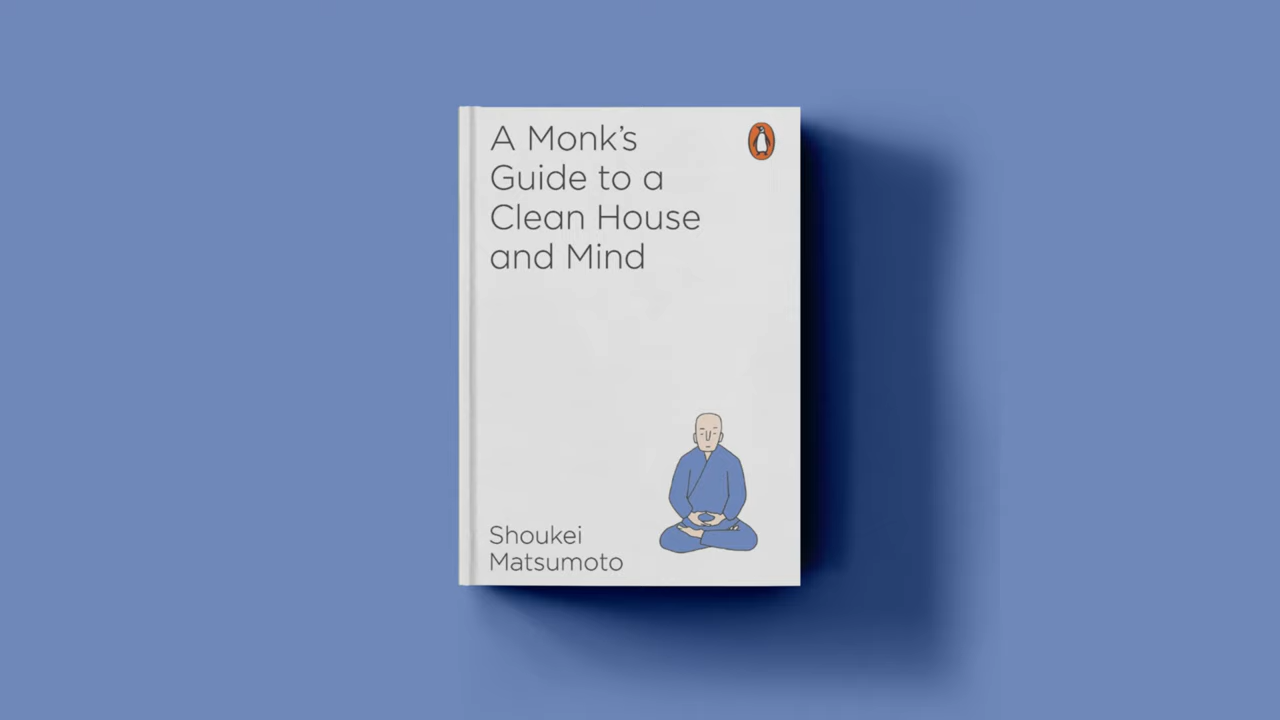 A Monk’s
Guide to a
Clean House
and Mind
Shoukei
Matsumoto